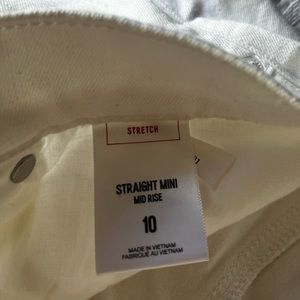 STRETCH
STRAIGHT MINI
MID RISE
10
MADE IN VIETNAM
FABRIQUÉ AU VIETNAM